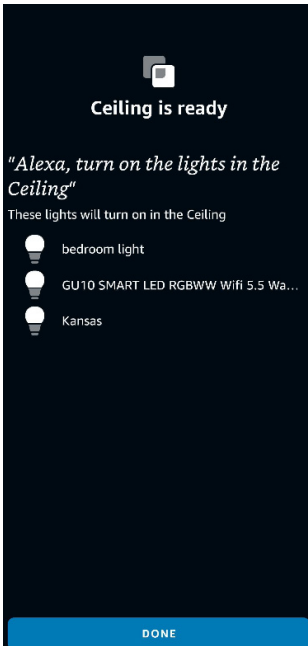 Ceiling is ready
"Alexa, turn on the lights in the
Ceiling"
These lights will turn on in the Ceiling
bedroom light
GU10 SMART LED RGBWW Wifi 5.5 Wa...
Kansas
DONE